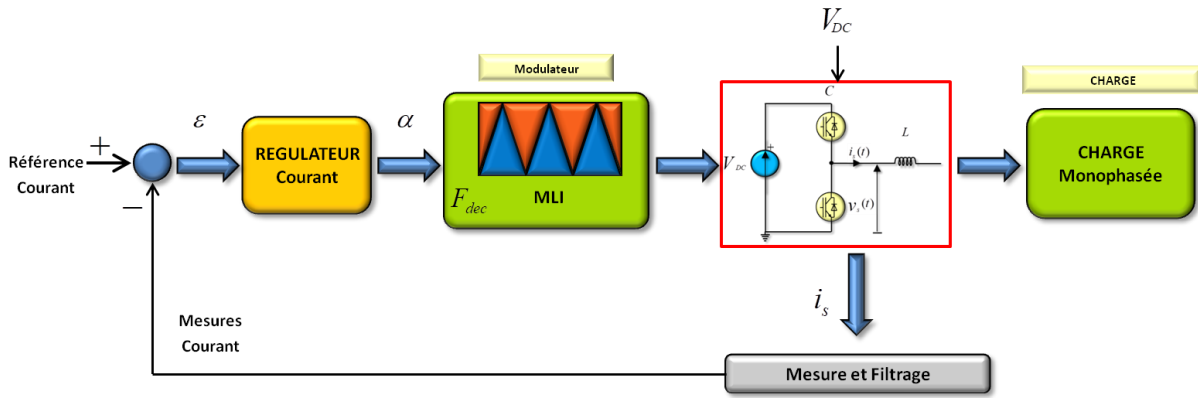 V_DC
Modulateur
CHARGE
C
+
ε
α
Référence
Courant
−
REGULATEUR
Courant
F_dec
MLI
V_DC
+
L
i_s(t)
v_s(t)
CHARGE
Monophasée
i_s
Mesures
Courant
Mesure et Filtrage